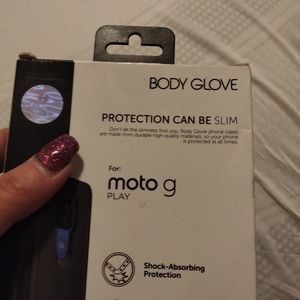 BODY GLOVE
PROTECTION CAN BE SLIM
Don't let the slimness fool you. Body Glove phone cases
are made from durable high-quality materials, so your phone
is protected at all times.
For:
moto g
PLAY
Shock-Absorbing
Protection